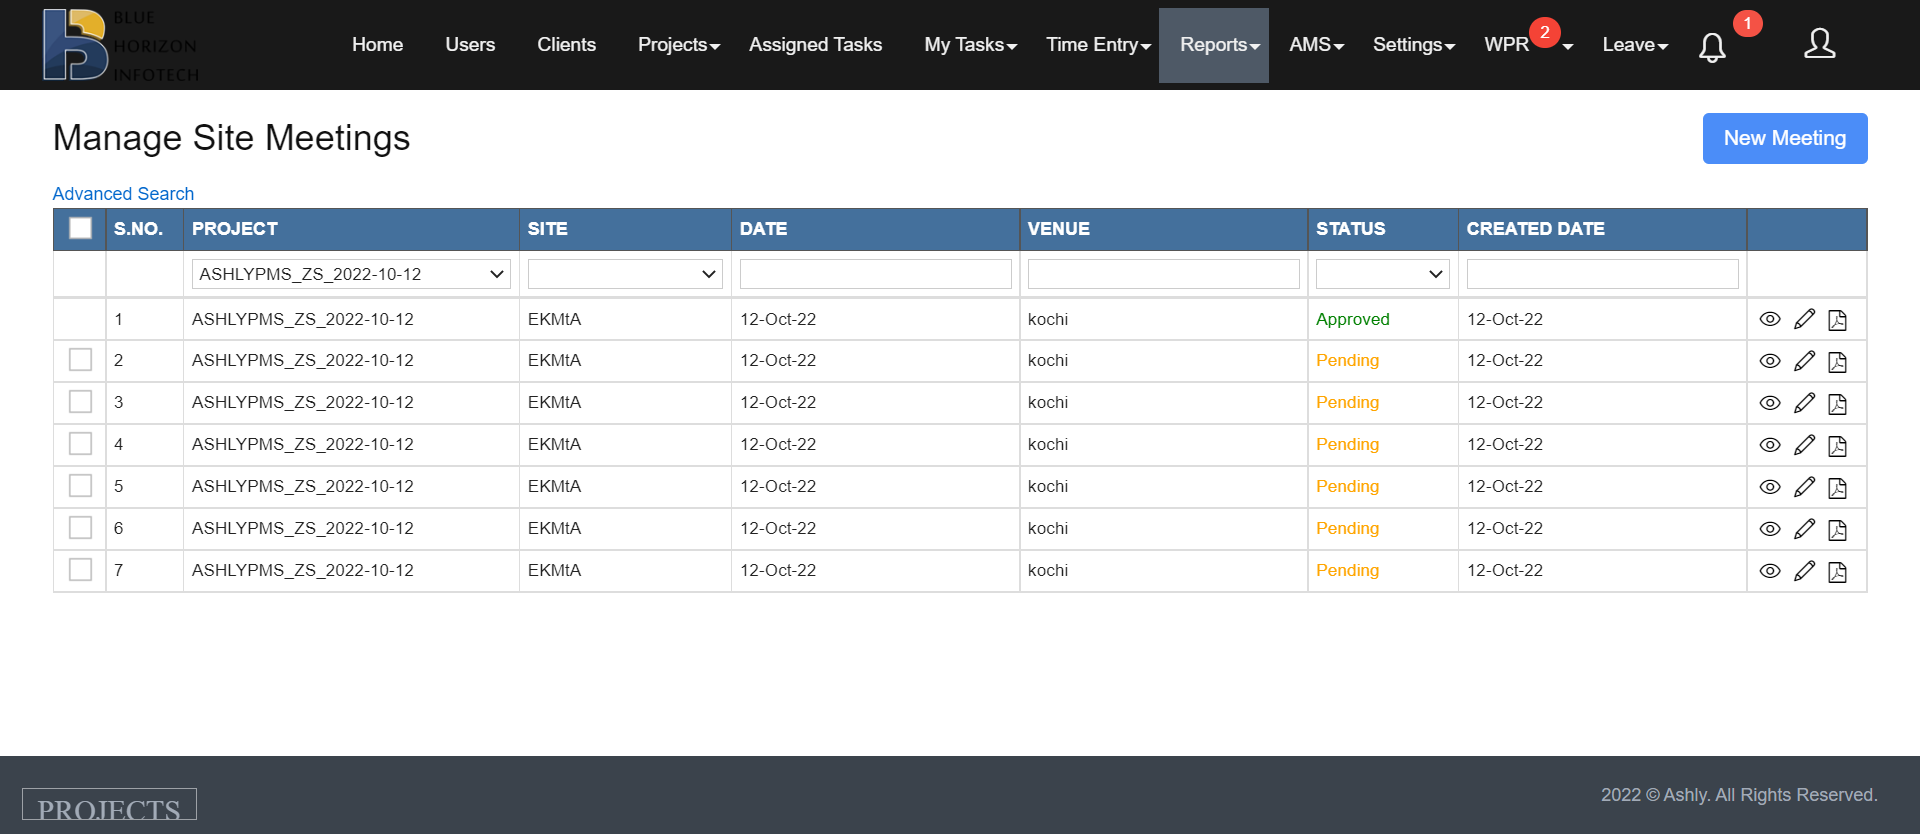 BLUE
HORIZON
INFOTECH
Home Users Clients Projects Assigned Tasks My Tasks Time Entry Reports AMS Settings WPR 2 Leave 1
Manage Site Meetings
New Meeting
Advanced Search
S.NO. PROJECT SITE DATE VENUE STATUS CREATED DATE
ASHLYPMS_ZS_2022-10-12
1 ASHLYPMS_ZS_2022-10-12 EKMtA 12-Oct-22 kochi Approved 12-Oct-22
2 ASHLYPMS_ZS_2022-10-12 EKMtA 12-Oct-22 kochi Pending 12-Oct-22
3 ASHLYPMS_ZS_2022-10-12 EKMtA 12-Oct-22 kochi Pending 12-Oct-22
4 ASHLYPMS_ZS_2022-10-12 EKMtA 12-Oct-22 kochi Pending 12-Oct-22
5 ASHLYPMS_ZS_2022-10-12 EKMtA 12-Oct-22 kochi Pending 12-Oct-22
6 ASHLYPMS_ZS_2022-10-12 EKMtA 12-Oct-22 kochi Pending 12-Oct-22
7 ASHLYPMS_ZS_2022-10-12 EKMtA 12-Oct-22 kochi Pending 12-Oct-22
PROJECTS
2022 © Ashly. All Rights Reserved.